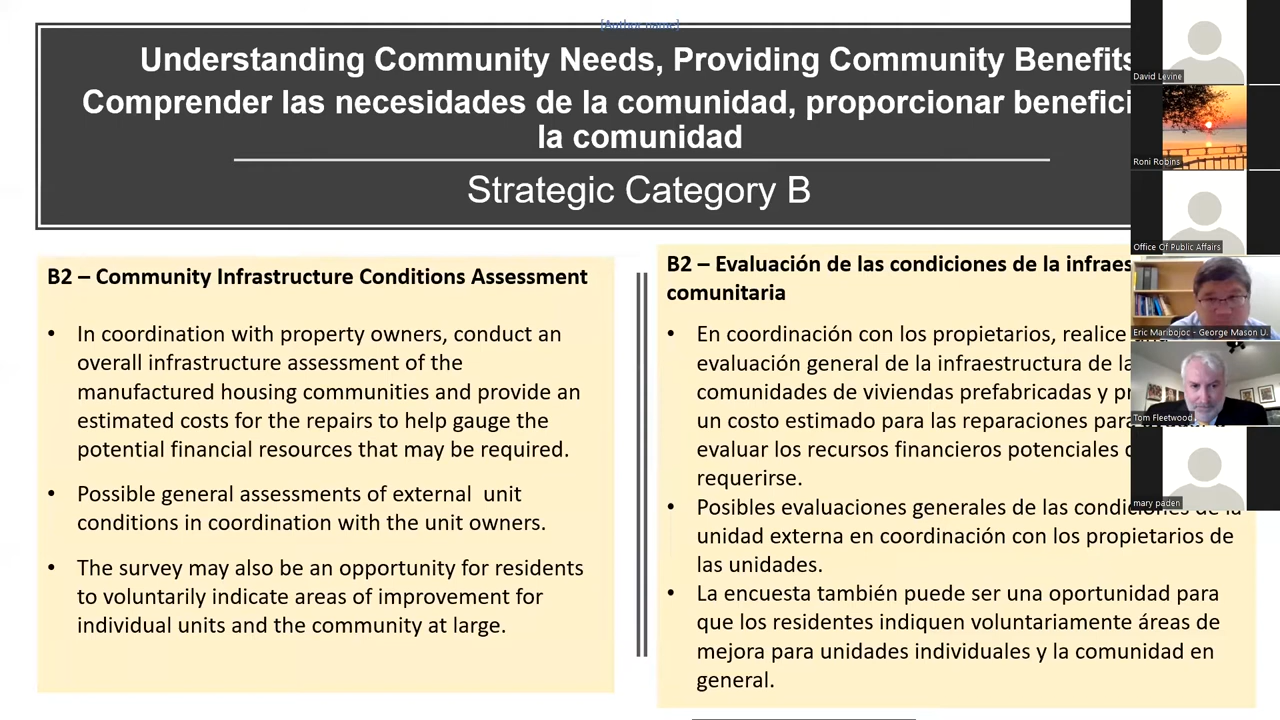 [Author name]
Understanding Community Needs, Providing Community Benefits
Comprender las necesidades de la comunidad, proporcionar benefici
la comunidad
Strategic Category B
B2 – Community Infrastructure Conditions Assessment
• In coordination with property owners, conduct an
overall infrastructure assessment of the
manufactured housing communities and provide an
estimated costs for the repairs to help gauge the
potential financial resources that may be required.
• Possible general assessments of external unit
conditions in coordination with the unit owners.
• The survey may also be an opportunity for residents
to voluntarily indicate areas of improvement for
individual units and the community at large.
B2 – Evaluación de las condiciones de la infraes
comunitaria
• En coordinación con los propietarios, realice una
evaluación general de la infraestructura de la
comunidades de viviendas prefabricadas y pr
un costo estimado para las reparaciones para
evaluar los recursos financieros potenciales
requerirse.
• Posibles evaluaciones generales de las condiciones de la
unidad externa en coordinación con los propietarios de
las unidades.
• La encuesta también puede ser una oportunidad para
que los residentes indiquen voluntariamente áreas de
mejora para unidades individuales y la comunidad en
general.
David Levine
Roni Robins
Office Of Public Affairs
Eric Maribojoc - George Mason U.
Tom Fleetwood
mary paden